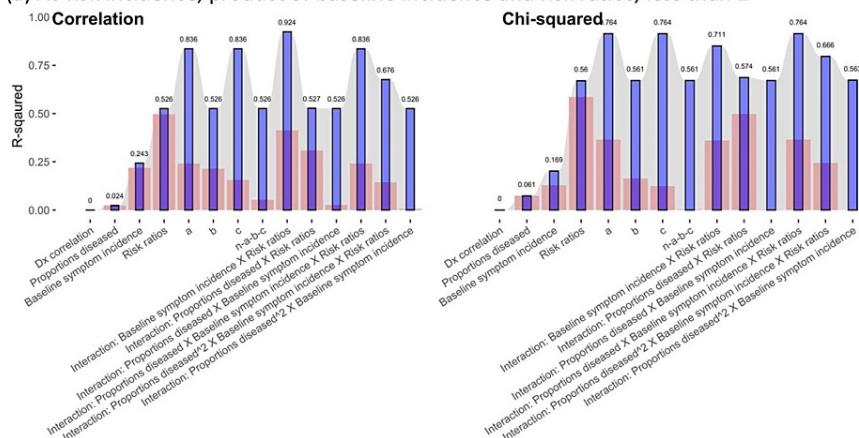 Correlation
1.00
0.75
0.50
0.25
0.00
R-sqaured
0
0.024
0.243
0.526
0.836
0.526
0.836
0.526
0.924
0.527
0.526
0.836
0.676
0.526
Dx correlation
Proportions diseased
Baseline symptom incidence
Risk ratios
a
b
c
n-a-b-c
Interaction: Baseline symptom incidence X Risk ratios
Interaction: Proportions diseased X Risk ratios
Interaction: Proportions diseased X Baseline symptom incidence
Interaction: Proportions diseased X Baseline symptom incidence X Risk ratios
Interaction: Proportions diseased^2 X Baseline symptom incidence X Risk ratios
Interaction: Proportions diseased^2 X Baseline symptom incidence
Chi-squared
0
0.061
0.169
0.56
.764
0.561
0.764
0.561
0.711
0.574
0.561
0.764
0.666
0.56
Dx correlation
Proportions diseased
Baseline symptom incidence
Risk ratios
a
b
c
n-a-b-c
Interaction: Baseline symptom incidence X Risk ratios
Interaction: Proportions diseased X Risk ratios
Interaction: Proportions diseased X Baseline symptom incidence
Interaction: Proportions diseased X Baseline symptom incidence X Risk ratios
Interaction: Proportions diseased^2 X Baseline symptom incidence X Risk ratios
Interaction: Proportions diseased^2 X Baseline symptom incidence